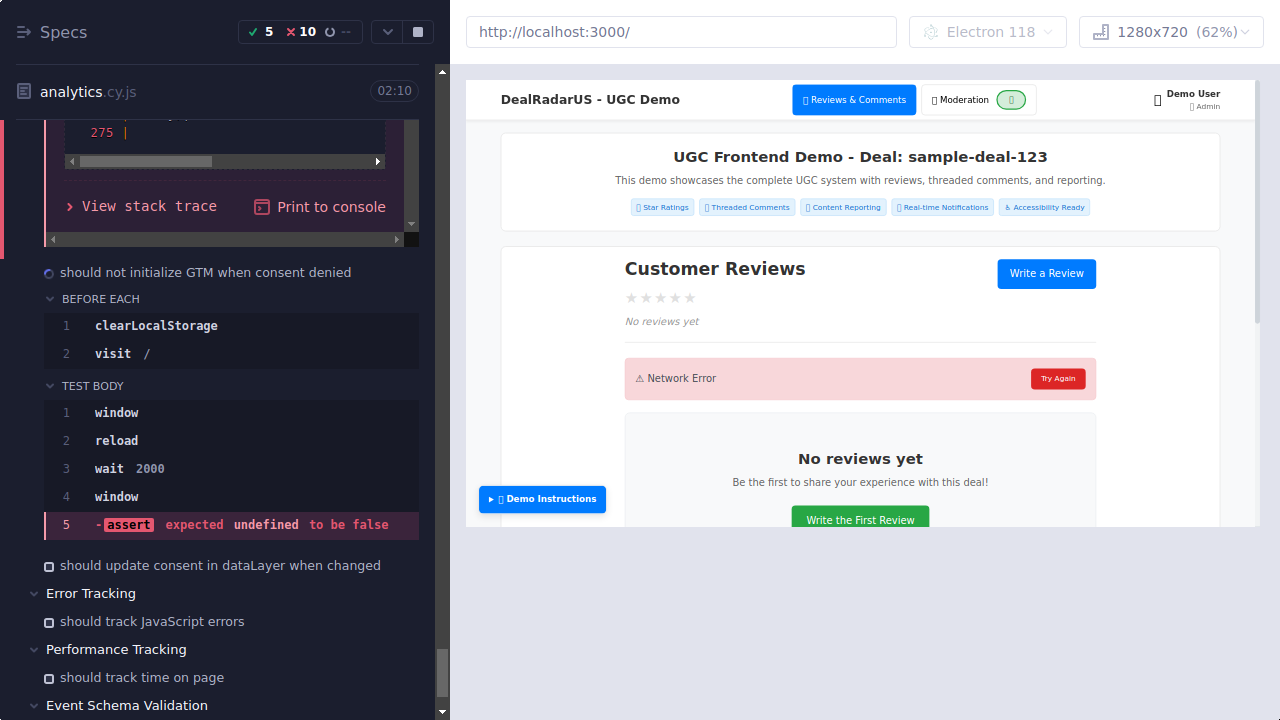 Specs
5 10 --
analytics.cy.js
02:10
275 |
View stack trace
Print to console
should not initialize GTM when consent denied
BEFORE EACH
1 clearLocalStorage
2 visit /
TEST BODY
1 window
2 reload
3 wait 2000
4 window
5 -assert expected undefined to be false
should update consent in dataLayer when changed
Error Tracking
should track JavaScript errors
Performance Tracking
should track time on page
Event Schema Validation
http://localhost:3000/
Electron 118
1280x720 (62%)
DealRadarUS - UGC Demo
Reviews & Comments
Moderation
Demo User
Admin
UGC Frontend Demo - Deal: sample-deal-123
This demo showcases the complete UGC system with reviews, threaded comments, and reporting.
Star Ratings
Threaded Comments
Content Reporting
Real-time Notifications
♿ Accessibility Ready
Customer Reviews
Write a Review
★★★★★
No reviews yet
⚠ Network Error
Try Again
No reviews yet
Be the first to share your experience with this deal!
Write the First Review
▸ Demo Instructions